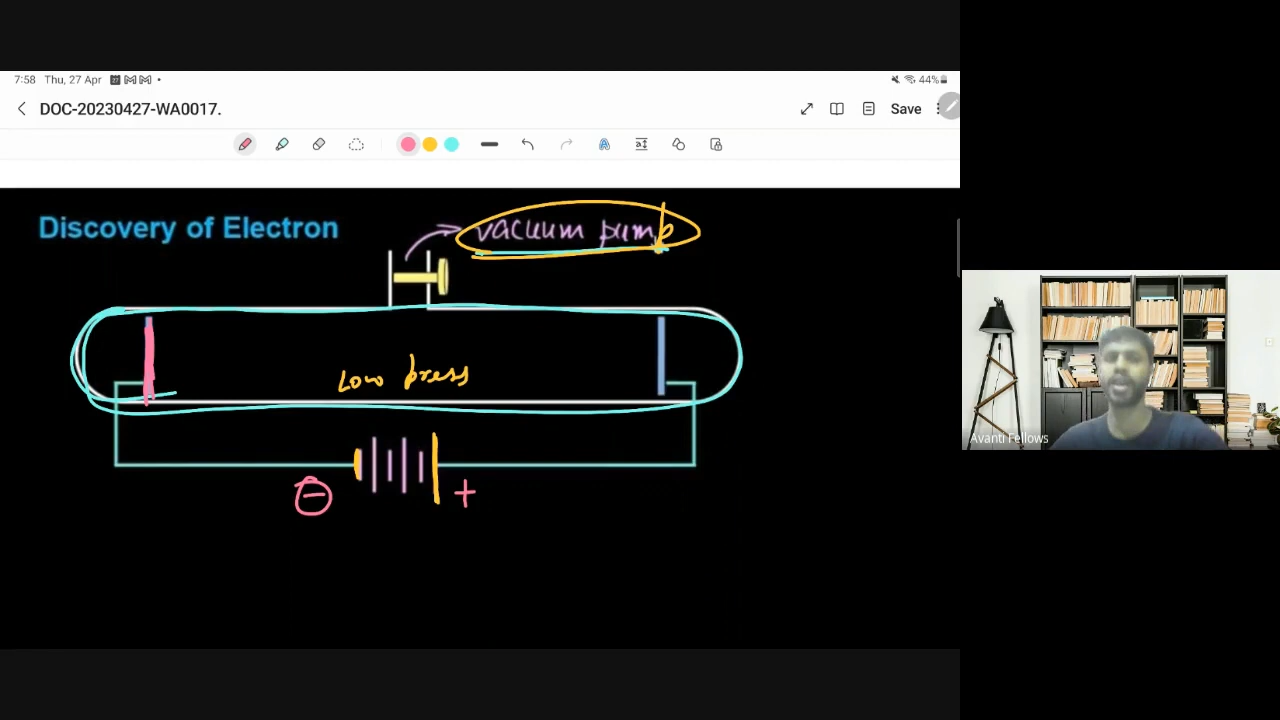 7:58 Thu, 27 Apr
44%
DOC-20230427-WA0017.
Save
Discovery of Electron
vacuum pump
Low press
− +
Avanti Fellows